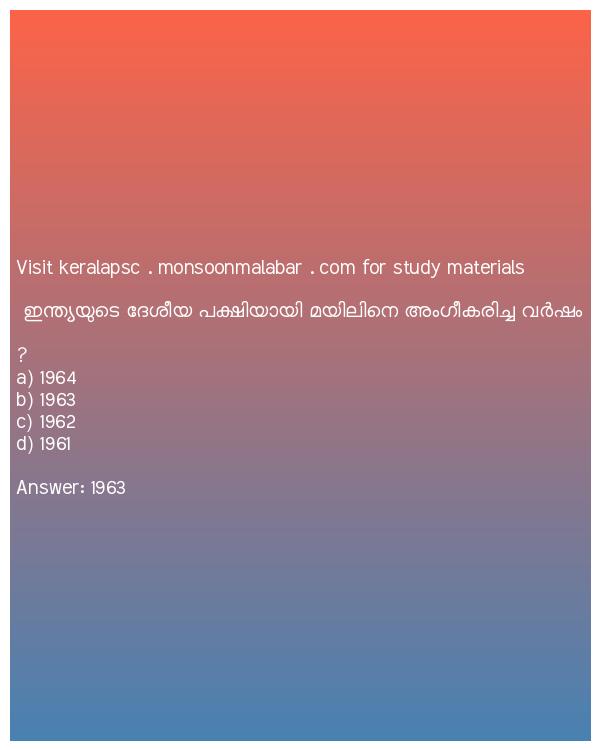 Visit keralapsc . monsoonmalabar . com for study materials
ഇന്ത്യയുടെ ദേശീയ പക്ഷിയായി മയിലിനെ അംഗീകരിച്ച വർഷം
?
a) 1964
b) 1963
c) 1962
d) 1961
Answer: 1963